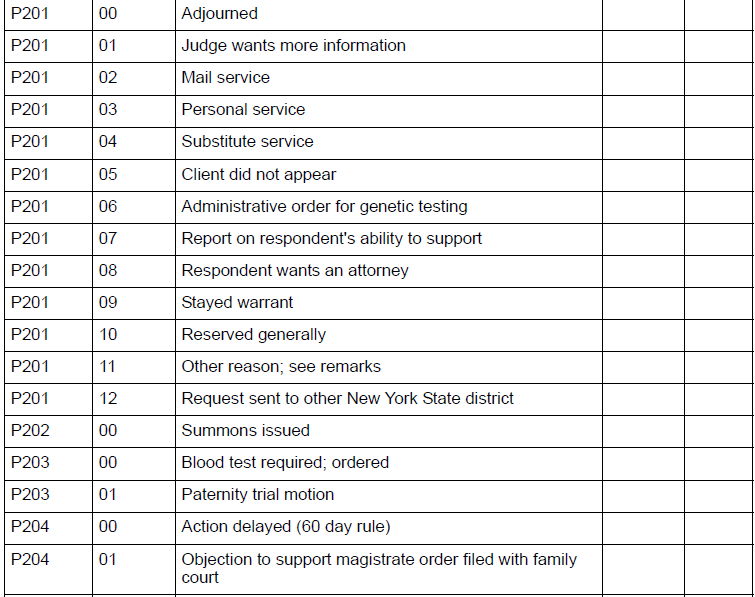 P201 00 Adjourned
P201 01 Judge wants more information
P201 02 Mail service
P201 03 Personal service
P201 04 Substitute service
P201 05 Client did not appear
P201 06 Administrative order for genetic testing
P201 07 Report on respondent's ability to support
P201 08 Respondent wants an attorney
P201 09 Stayed warrant
P201 10 Reserved generally
P201 11 Other reason; see remarks
P201 12 Request sent to other New York State district
P202 00 Summons issued
P203 00 Blood test required; ordered
P203 01 Paternity trial motion
P204 00 Action delayed (60 day rule)
P204 01 Objection to support magistrate order filed with family
court